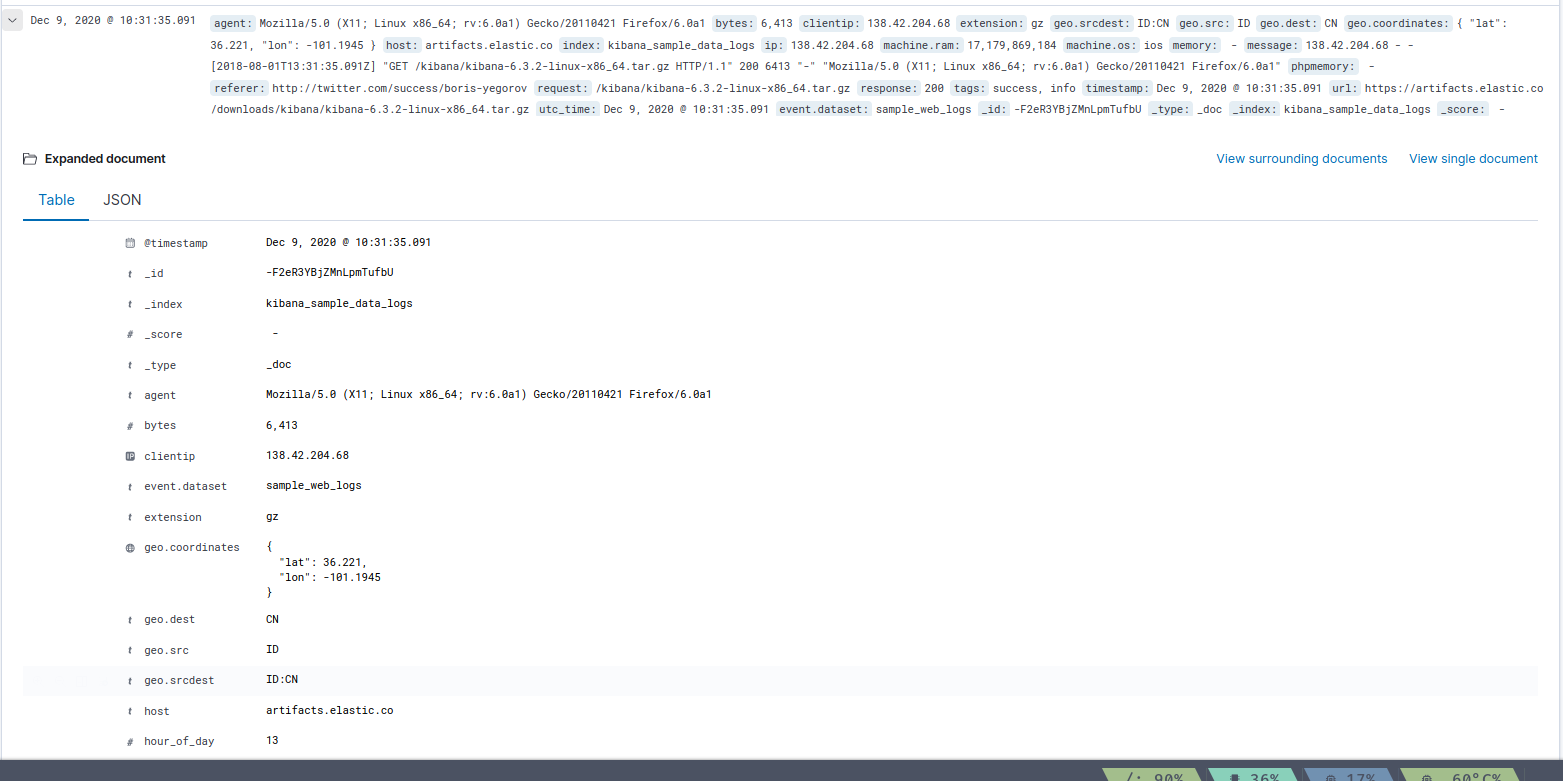 Dec 9, 2020 @ 10:31:35.091 agent: Mozilla/5.0 (X11; Linux x86_64; rv:6.0a1) Gecko/20110421 Firefox/6.0a1 bytes: 6,413 clientip: 138.42.204.68 extension: gz geo.srcdest: ID:CN geo.src: ID geo.dest: CN geo.coordinates: { "lat":
36.221, "lon": -101.1945 } host: artifacts.elastic.co index: kibana_sample_data_logs ip: 138.42.204.68 machine.ram: 17,179,869,184 machine.os: ios memory: - message: 138.42.204.68 - -
[2018-08-01T13:31:35.091Z] "GET /kibana/kibana-6.3.2-linux-x86_64.tar.gz HTTP/1.1" 200 6413 "-" "Mozilla/5.0 (X11; Linux x86_64; rv:6.0a1) Gecko/20110421 Firefox/6.0a1" phpmemory: -
referer: http://twitter.com/success/boris-yegorov request: /kibana/kibana-6.3.2-linux-x86_64.tar.gz response: 200 tags: success, info timestamp: Dec 9, 2020 @ 10:31:35.091 url: https://artifacts.elastic.co
/downloads/kibana/kibana-6.3.2-linux-x86_64.tar.gz utc_time: Dec 9, 2020 @ 10:31:35.091 event.dataset: sample_web_logs _id: -F2eR3YBjZMnLpmTufbU _type: _doc _index: kibana_sample_data_logs _score: -
Expanded document View surrounding documents View single document
Table JSON
@timestamp Dec 9, 2020 @ 10:31:35.091
t _id -F2eR3YBjZMnLpmTufbU
t _index kibana_sample_data_logs
# _score -
t _type _doc
t agent Mozilla/5.0 (X11; Linux x86_64; rv:6.0a1) Gecko/20110421 Firefox/6.0a1
# bytes 6,413
IP clientip 138.42.204.68
t event.dataset sample_web_logs
t extension gz
geo.coordinates {
"lat": 36.221,
"lon": -101.1945
}
t geo.dest CN
t geo.src ID
t geo.srcdest ID:CN
t host artifacts.elastic.co
# hour_of_day 13
/: 90% 36% 17% 60°C%